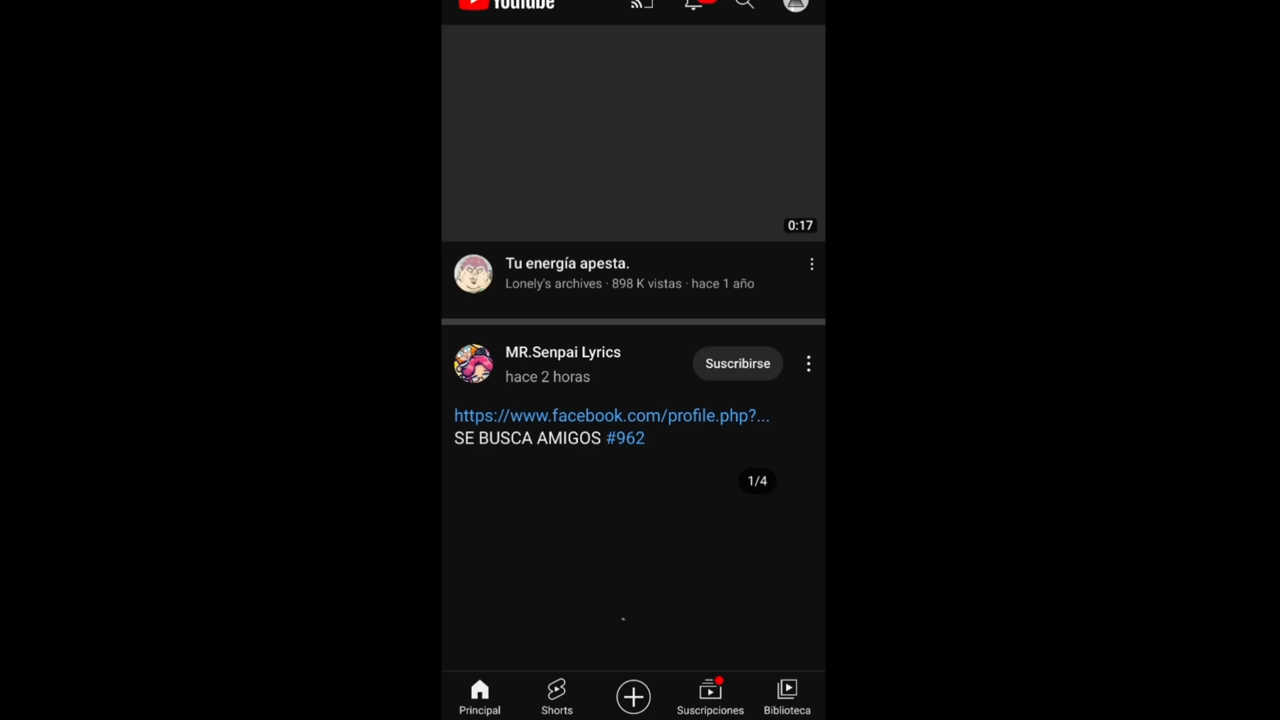 YouTube
0:17
Tu energía apesta.
Lonely's archives · 898 K vistas · hace 1 año
MR.Senpai Lyrics
Suscribirse
hace 2 horas
https://www.facebook.com/profile.php?...
SE BUSCA AMIGOS #962
1/4
Principal
Shorts
Suscripciones
Biblioteca